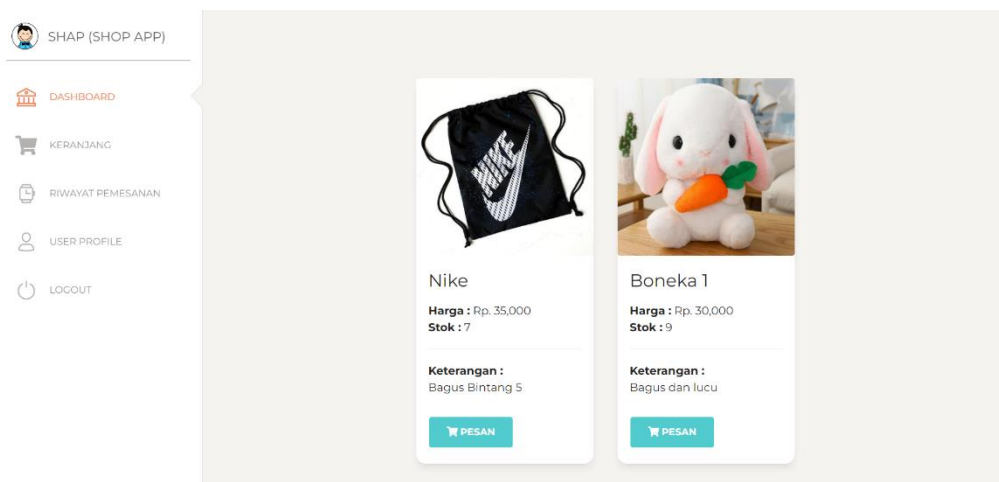 SHAP (SHOP APP)
DASHBOARD
KERANJANG
RIWAYAT PEMESANAN
USER PROFILE
LOGOUT
NIKE
Nike
Harga : Rp. 35,000
Stok : 7
Keterangan :
Bagus Bintang 5
PESAN
Boneka 1
Harga : Rp. 30,000
Stok : 9
Keterangan :
Bagus dan lucu
PESAN